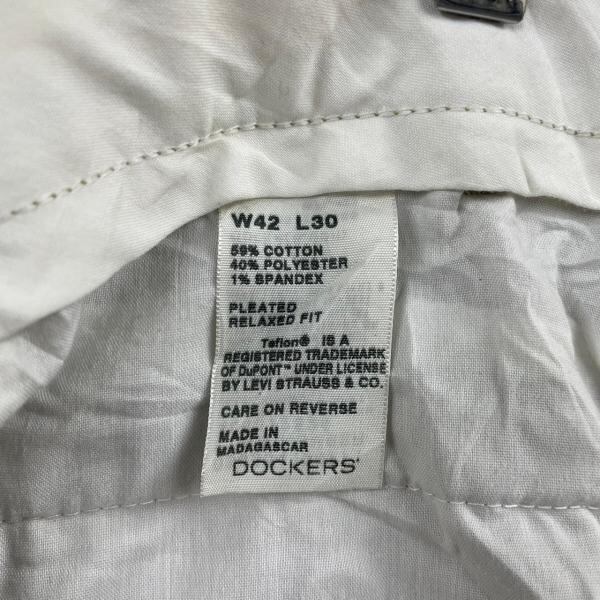 W42 L30
59% COTTON
40% POLYESTER
1% SPANDEX
PLEATED
RELAXED FIT
Teflon® IS A
REGISTERED TRADEMARK
OF DuPONT™ UNDER LICENSE
BY LEVI STRAUSS & CO.
CARE ON REVERSE
MADE IN
MADAGASCAR
DOCKERS®